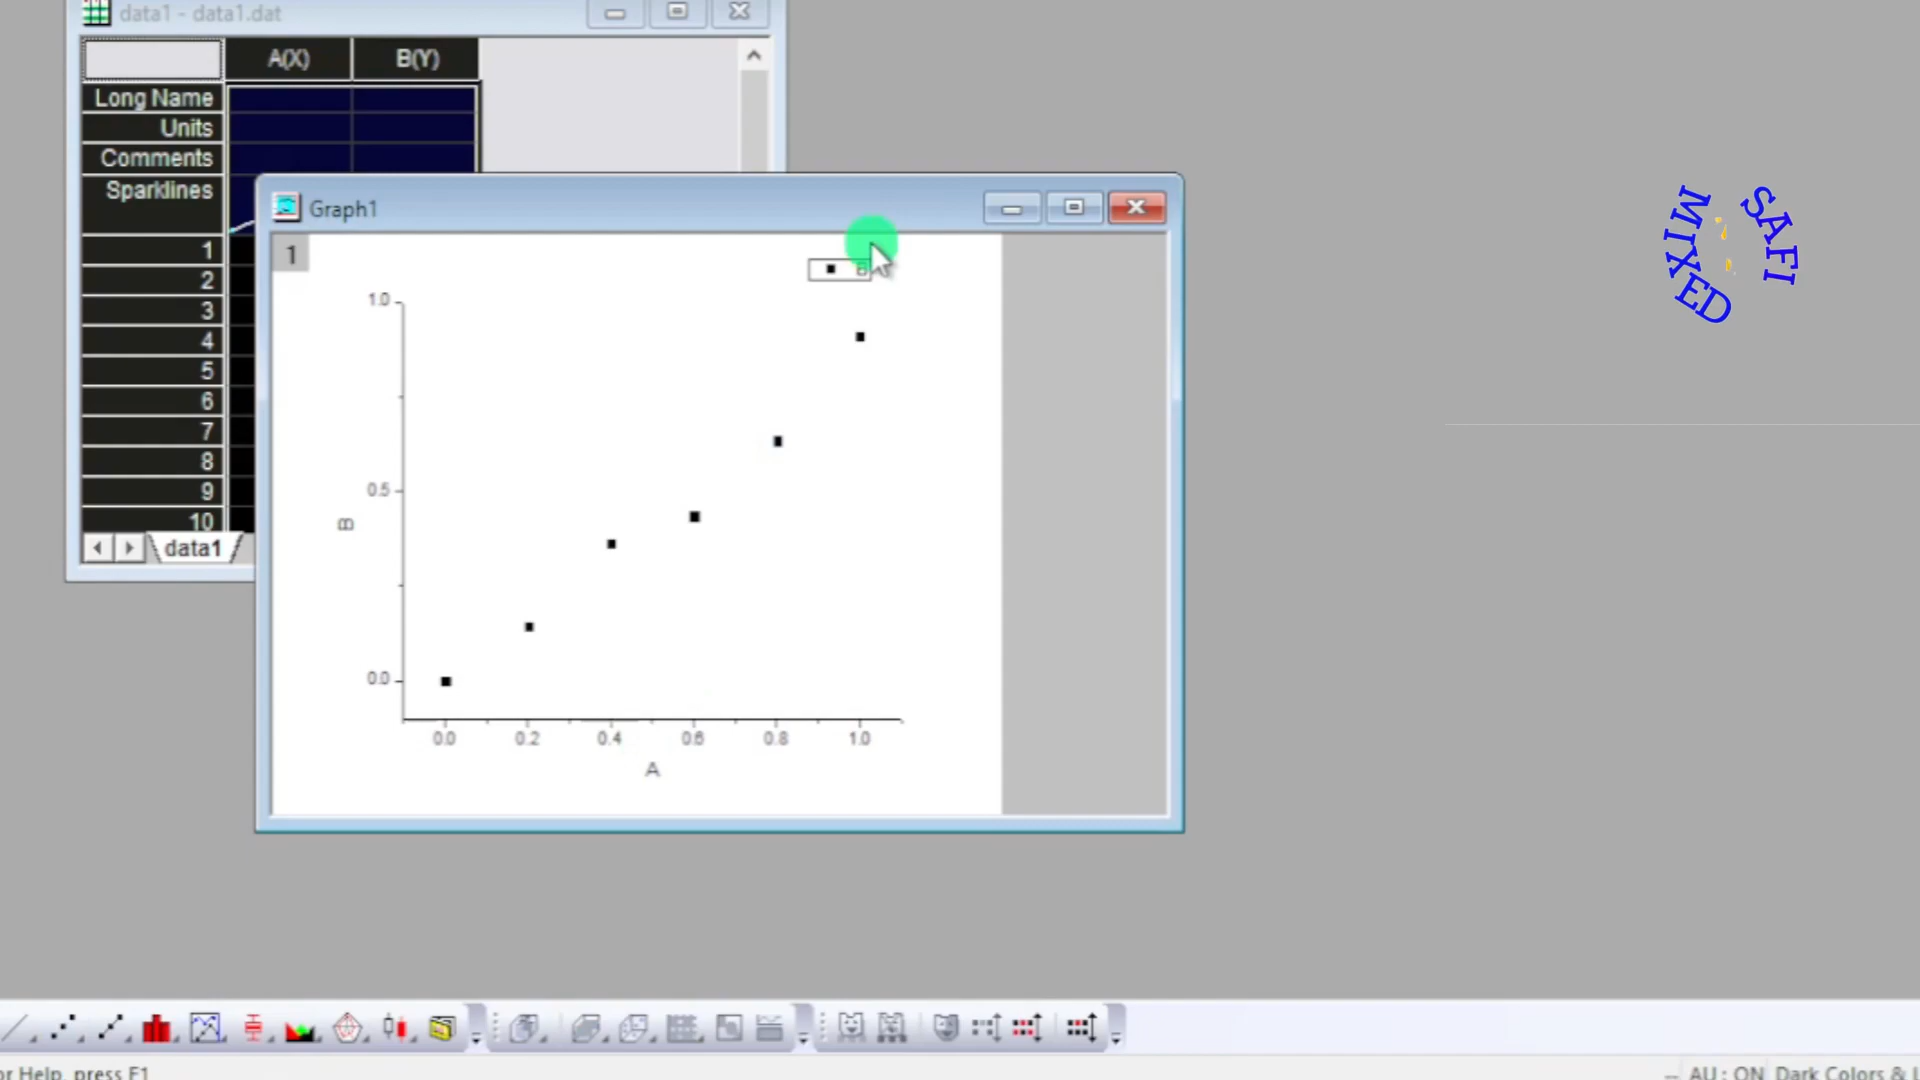 data1 - data1.dat
A(X) B(Y)
Long Name
Units
Comments
Sparklines
1
2
3
4
5
6
7
8
9
10
data1
Graph1
1
B
1.0
0.5
0.0
B
0.0 0.2 0.4 0.6 0.8 1.0
A
SAFI
MIXED
or Help, press F1
-- AU : ON Dark Colors & L